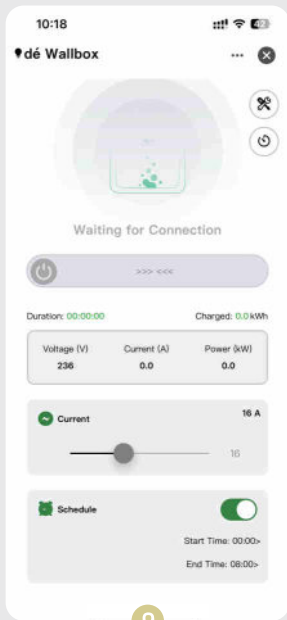 10:18
dé Wallbox
Waiting for Connection
>>> <<<
Duration: 00:00:00 Charged: 0.0 kWh
Voltage (V) Current (A) Power (kW)
236 0.0 0.0
Current 16 A
16
Schedule
Start Time: 00:00>
End Time: 08:00>